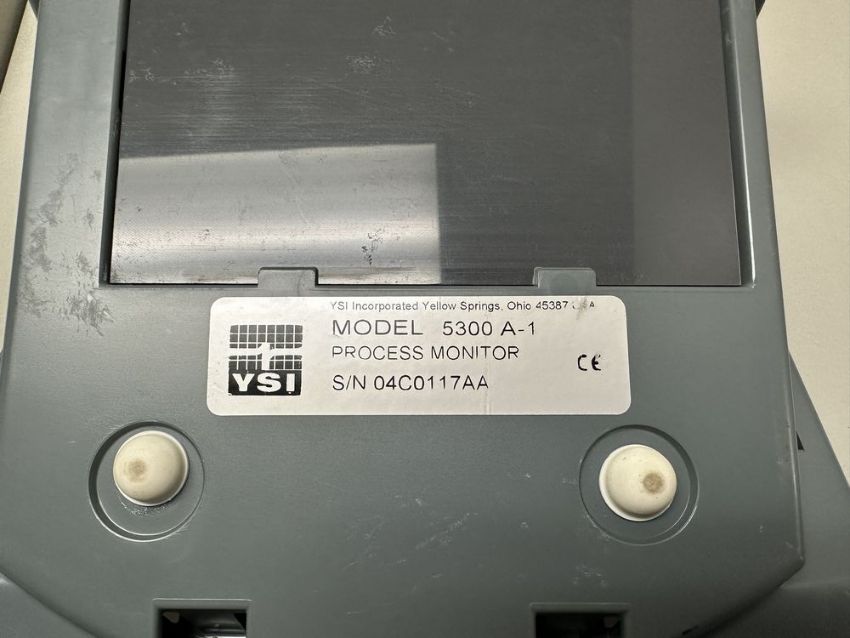 YSI Incorporated Yellow Springs, Ohio 45387
MODEL 5300 A-1
PROCESS MONITOR
S/N 04C0117AA
CE
YSI